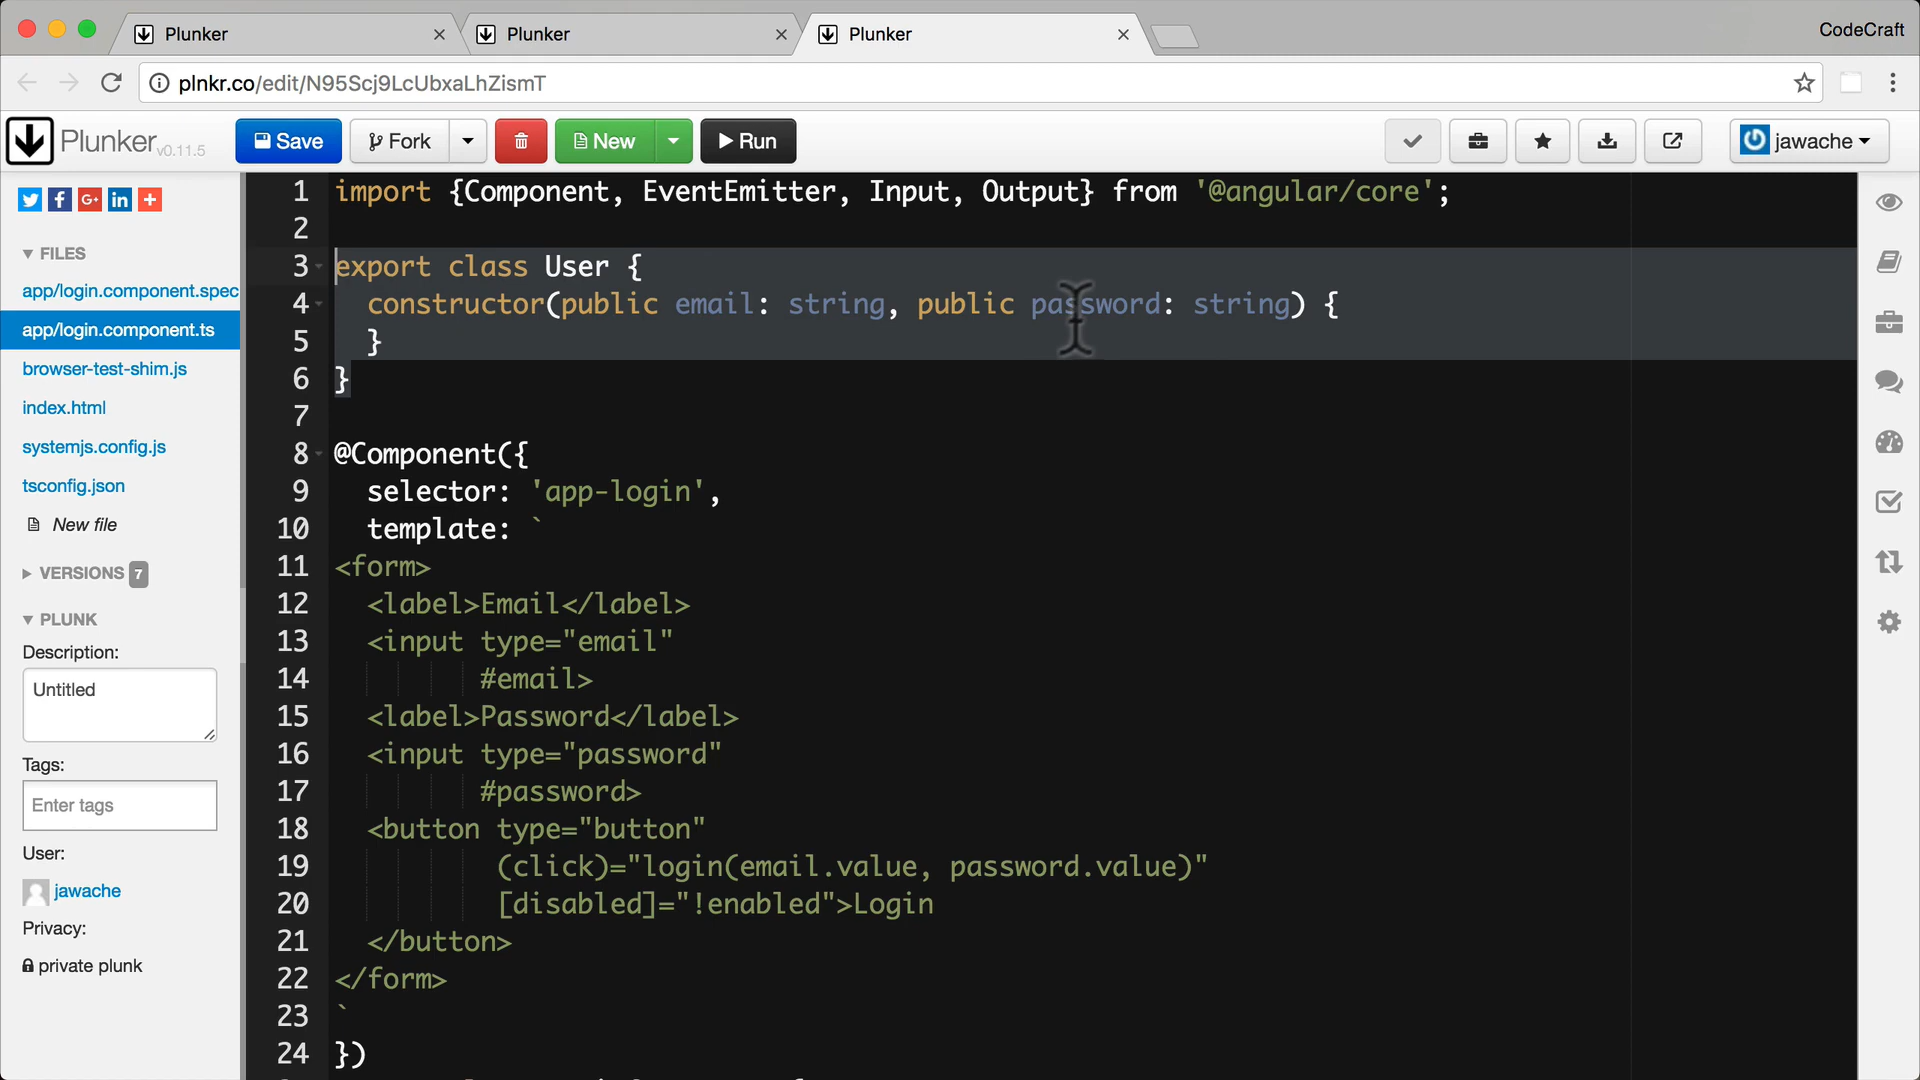 Plunker
Plunker
Plunker
CodeCraft
plnkr.co/edit/N95Scj9LcUbxaLhZismT
Plunker v0.11.5
Save
Fork
New
Run
jawache
FILES
app/login.component.spec
app/login.component.ts
browser-test-shim.js
index.html
systemjs.config.js
tsconfig.json
New file
VERSIONS 7
PLUNK
Description:
Untitled
Tags:
Enter tags
User:
jawache
Privacy:
private plunk
1 import {Component, EventEmitter, Input, Output} from '@angular/core';
2
3 export class User {
4 constructor(public email: string, public password: string) {
5 }
6 }
7
8 @Component({
9 selector: 'app-login',
10 template: `
11 <form>
12 <label>Email</label>
13 <input type="email"
14 #email>
15 <label>Password</label>
16 <input type="password"
17 #password>
18 <button type="button"
19 (click)="login(email.value, password.value)"
20 [disabled]="!enabled">Login
21 </button>
22 </form>
23 `
24 })